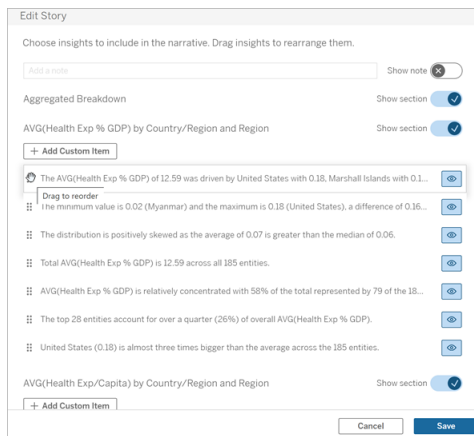 Edit Story
Choose insights to include in the narrative. Drag insights to rearrange them.
Add a note
Show note
Aggregated Breakdown
Show section
AVG(Health Exp % GDP) by Country/Region and Region
Show section
+ Add Custom Item
The AVG(Health Exp % GDP) of 12.59 was driven by United States with 0.18, Marshall Islands with 0.1...
Drag to reorder
The minimum value is 0.02 (Myanmar) and the maximum is 0.18 (United States), a difference of 0.16...
The distribution is positively skewed as the average of 0.07 is greater than the median of 0.06.
Total AVG(Health Exp % GDP) is 12.59 across all 185 entities.
AVG(Health Exp % GDP) is relatively concentrated with 58% of the total represented by 79 of the 18...
The top 28 entities account for over a quarter (26%) of overall AVG(Health Exp % GDP).
United States (0.18) is almost three times bigger than the average across the 185 entities.
AVG(Health Exp/Capita) by Country/Region and Region
Show section
+ Add Custom Item
Cancel
Save